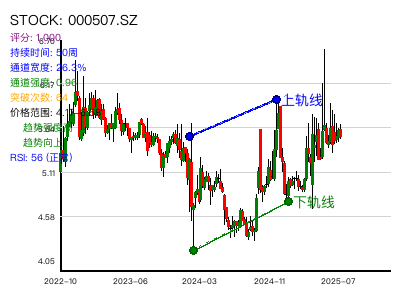 STOCK: 000507.SZ
评分: 1.000
持续时间: 50周
通道宽度: 26.3%
通道强度: 0.96
突破次数: 64
价格范围: 4.
趋势强度
趋势向上
RSI: 56 (正常)
上轨线
下轨线
5.11
4.58
4.05
2022-10
2023-06
2024-03
2024-11
2025-07